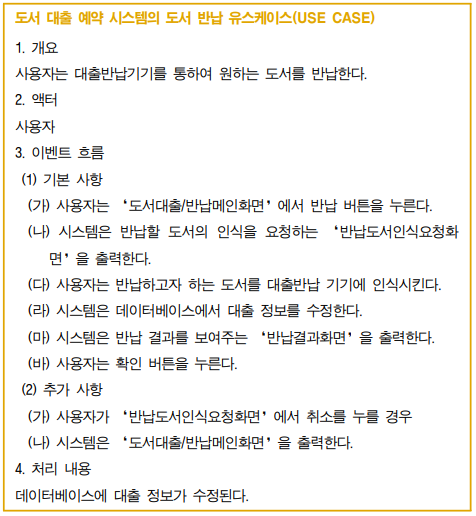 도서 대출 예약 시스템의 도서 반납 유스케이스(USE CASE)
1. 개요
사용자는 대출반납기기를 통하여 원하는 도서를 반납한다.
2. 액터
사용자
3. 이벤트 흐름
(1) 기본 사항
(가) 사용자는 ‘도서대출/반납메인화면’에서 반납 버튼을 누른다.
(나) 시스템은 반납할 도서의 인식을 요청하는 ‘반납도서인식요청화
면’을 출력한다.
(다) 사용자는 반납하고자 하는 도서를 대출반납 기기에 인식시킨다.
(라) 시스템은 데이터베이스에서 대출 정보를 수정한다.
(마) 시스템은 반납 결과를 보여주는 ‘반납결과화면’을 출력한다.
(바) 사용자는 확인 버튼을 누른다.
(2) 추가 사항
(가) 사용자가 ‘반납도서인식요청화면’에서 취소를 누를 경우
(나) 시스템은 ‘도서대출/반납메인화면’을 출력한다.
4. 처리 내용
데이터베이스에 대출 정보가 수정된다.